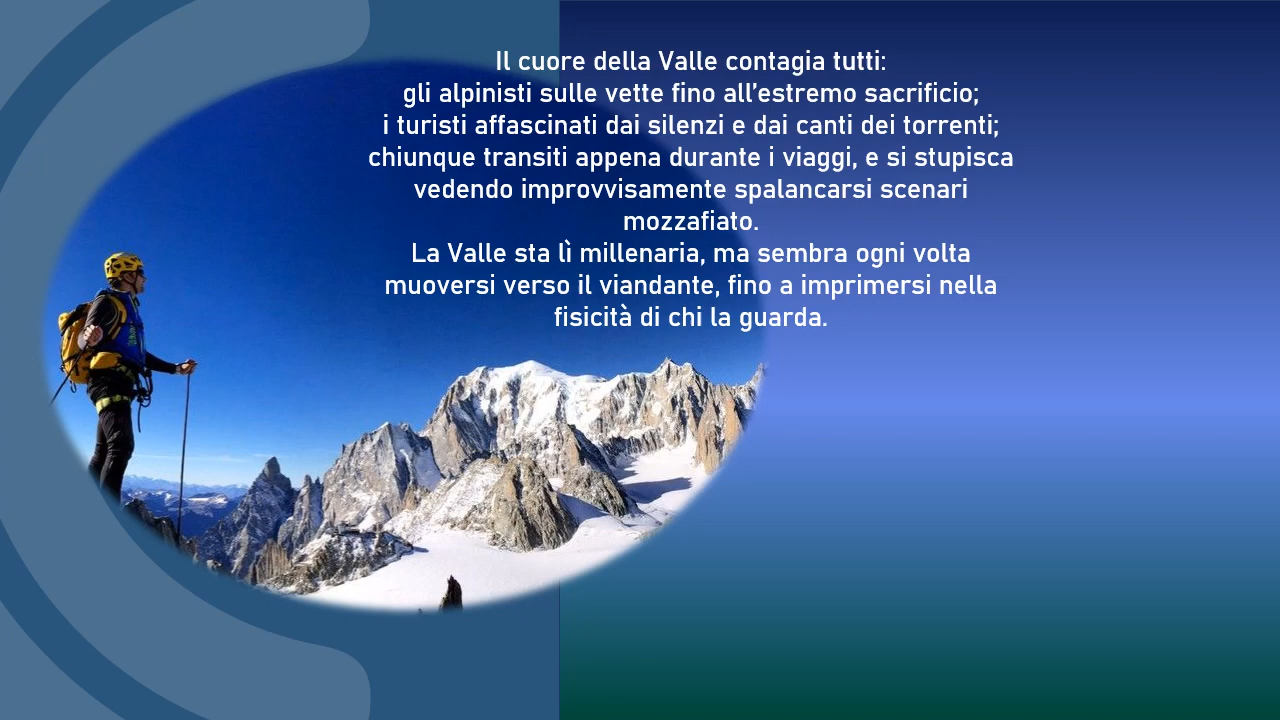 Il cuore della Valle contagia tutti:
gli alpinisti sulle vette fino all’estremo sacrificio;
i turisti affascinati dai silenzi e dai canti dei torrenti;
chiunque transiti appena durante i viaggi, e si stupisca
vedendo improvvisamente spalancarsi scenari
mozzafiato.
La Valle sta lì millenaria, ma sembra ogni volta
muoversi verso il viandante, fino a imprimersi nella
fisicità di chi la guarda.